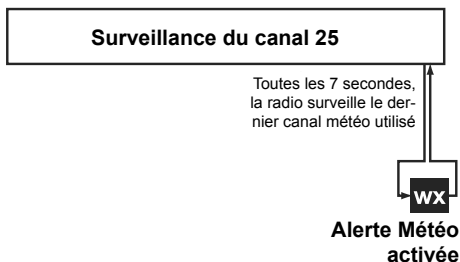 Surveillance du canal 25
Toutes les 7 secondes,
la radio surveille le der-
nier canal météo utilisé
WX
Alerte Météo
activée